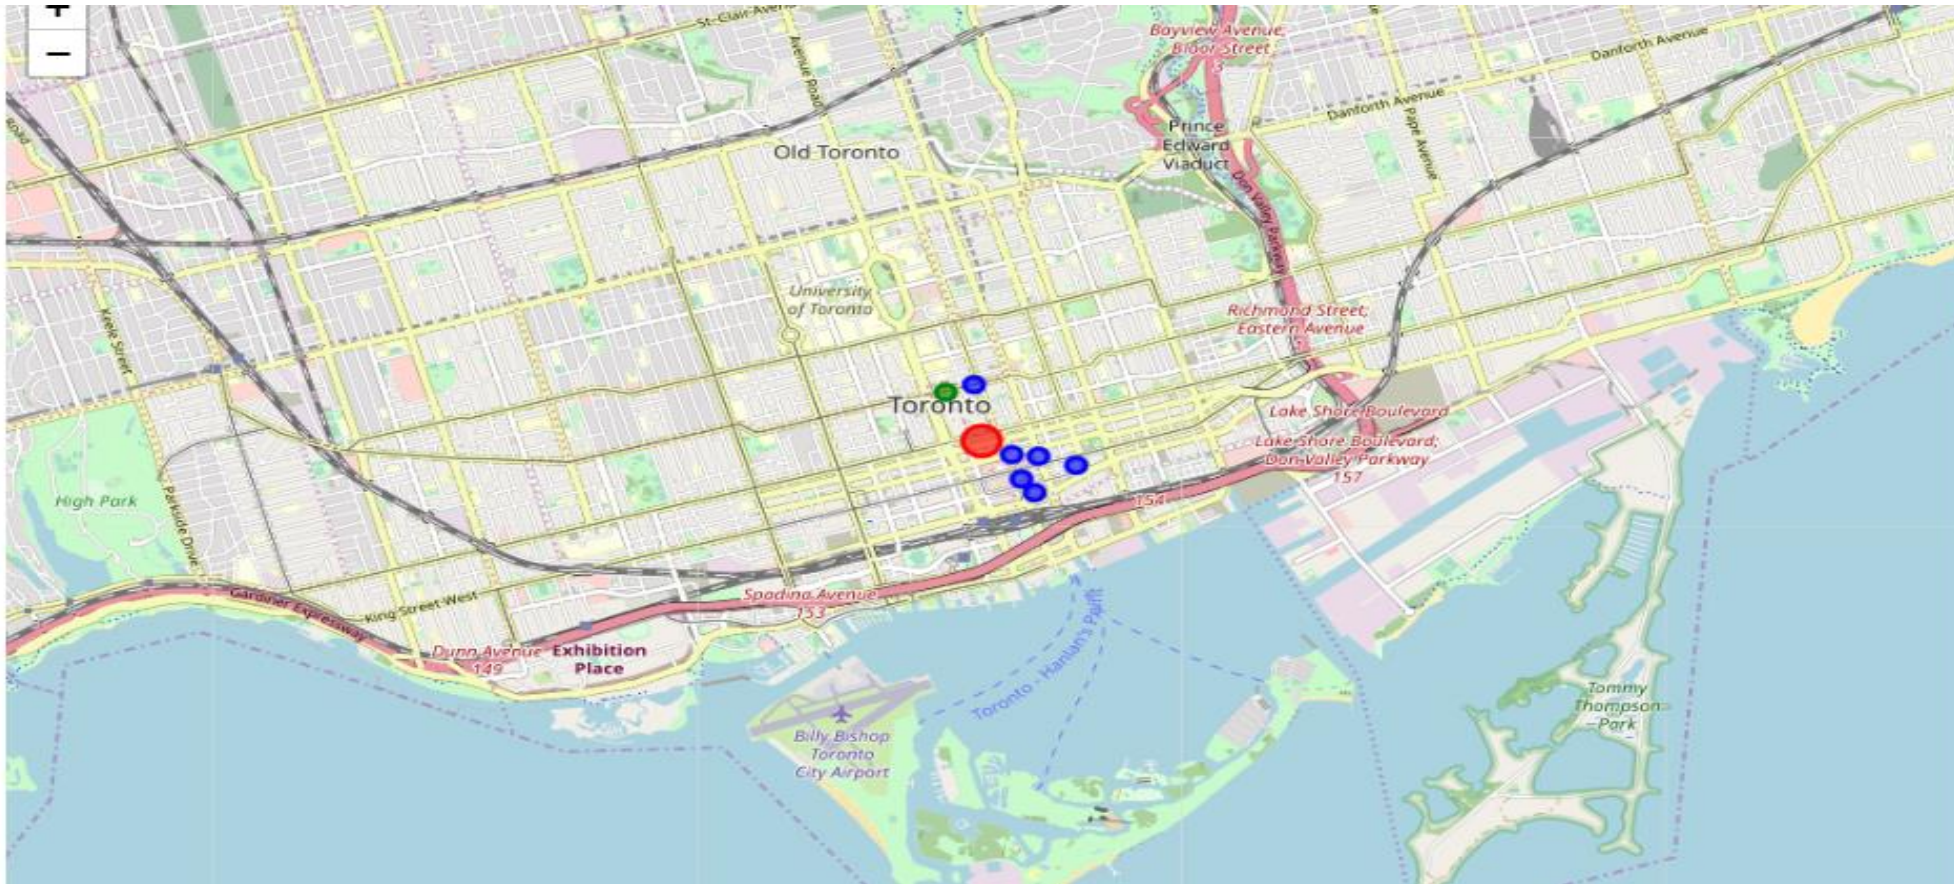 +
−
St. Clair Avenue
Avenue Road
Bayview Avenue;
Bloor Street
Danforth Avenue
Danforth Avenue
Pape Avenue
Road
Old Toronto
Prince
Edward
Viaduct
Don Valley Parkway
University
of Toronto
Keele Street
Richmond Street;
Eastern Avenue
Toronto
Lake Shore Boulevard
Lake Shore Boulevard;
Don Valley Parkway
157
High Park
Parkside Drive
154
Gardiner Expressway
King Street West
Spadina Avenue
153
Dunn Avenue
149
Exhibition
Place
Toronto - Hanlan's Point
Billy Bishop
Toronto
City Airport
Tommy
Thompson
Park